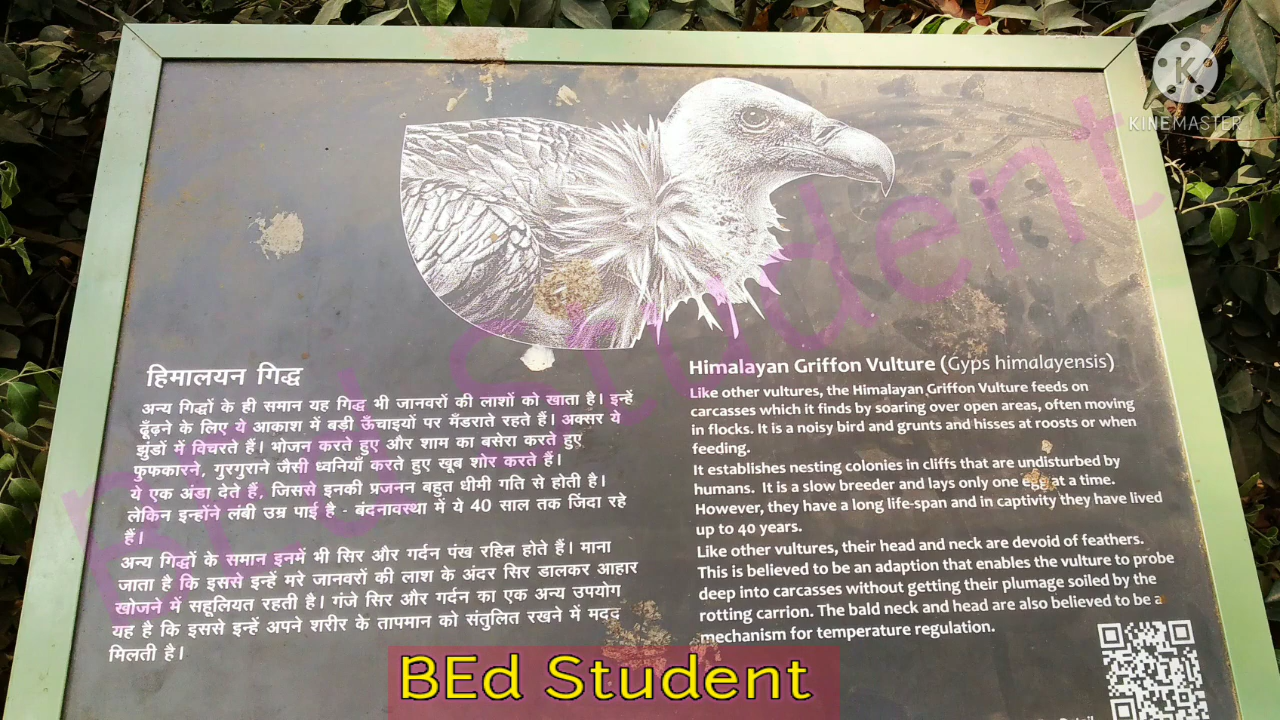 KINEMASTER
हिमालयन गिद्ध
अन्य गिद्धों के ही समान यह गिद्ध भी जानवरों की लाशों को खाता है। इन्हें
ढूँढ़ने के लिए ये आकाश में बड़ी ऊँचाइयों पर मँडराते रहते हैं। अक्सर ये
झुंडों में विचरते हैं। भोजन करते हुए और शाम का बसेरा करते हुए
फुफकारने, गुरगुराने जैसी ध्वनियाँ करते हुए खूब शोर करते हैं।
ये एक अंडा देते हैं, जिससे इनकी प्रजनन बहुत धीमी गति से होती है।
लेकिन इन्होंने लंबी उम्र पाई है - बंदनावस्था में ये 40 साल तक जिंदा रहे
हैं।
अन्य गिद्धों के समान इनमें भी सिर और गर्दन पंख रहित होते हैं। माना
जाता है कि इससे इन्हें मरे जानवरों की लाश के अंदर सिर डालकर आहार
खोजने में सहूलियत रहती है। गंजे सिर और गर्दन का एक अन्य उपयोग
यह है कि इससे इन्हें अपने शरीर के तापमान को संतुलित रखने में मदद
मिलती है।
Himalayan Griffon Vulture (Gyps himalayensis)
Like other vultures, the Himalayan Griffon Vulture feeds on
carcasses which it finds by soaring over open areas, often moving
in flocks. It is a noisy bird and grunts and hisses at roosts or when
feeding.
It establishes nesting colonies in cliffs that are undisturbed by
humans. It is a slow breeder and lays only one egg at a time.
However, they have a long life-span and in captivity they have lived
up to 40 years.
Like other vultures, their head and neck are devoid of feathers.
This is believed to be an adaption that enables the vulture to probe
deep into carcasses without getting their plumage soiled by the
rotting carrion. The bald neck and head are also believed to be a
mechanism for temperature regulation.
BEd Student
BEd Student